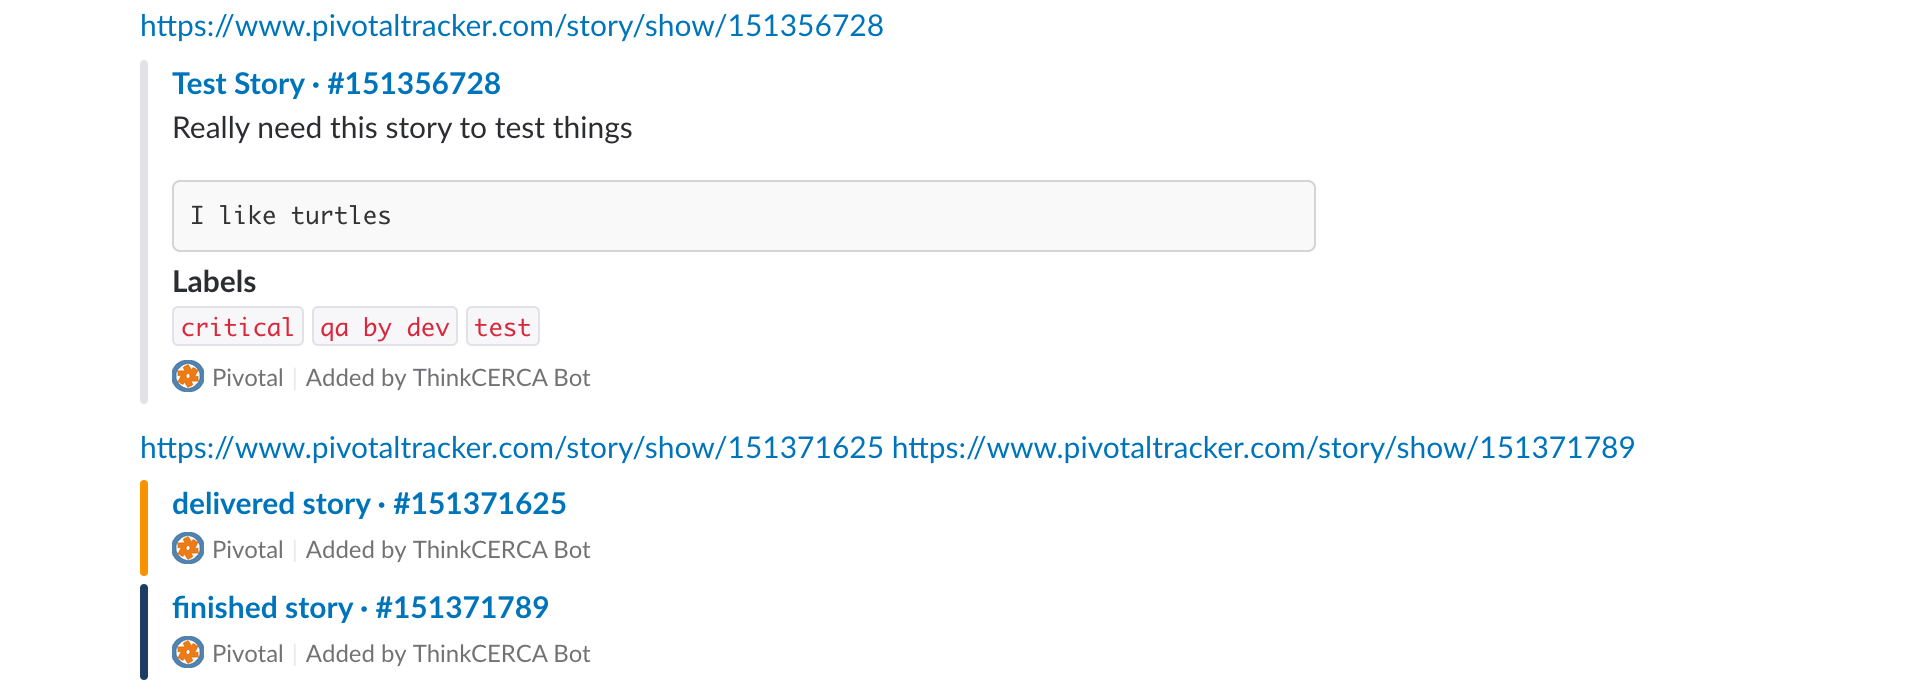 https://www.pivotaltracker.com/story/show/151356728
Test Story · #151356728
Really need this story to test things
I like turtles
Labels
critical qa by dev test
Pivotal | Added by ThinkCERCA Bot
https://www.pivotaltracker.com/story/show/151371625 https://www.pivotaltracker.com/story/show/151371789
delivered story · #151371625
Pivotal | Added by ThinkCERCA Bot
finished story · #151371789
Pivotal | Added by ThinkCERCA Bot